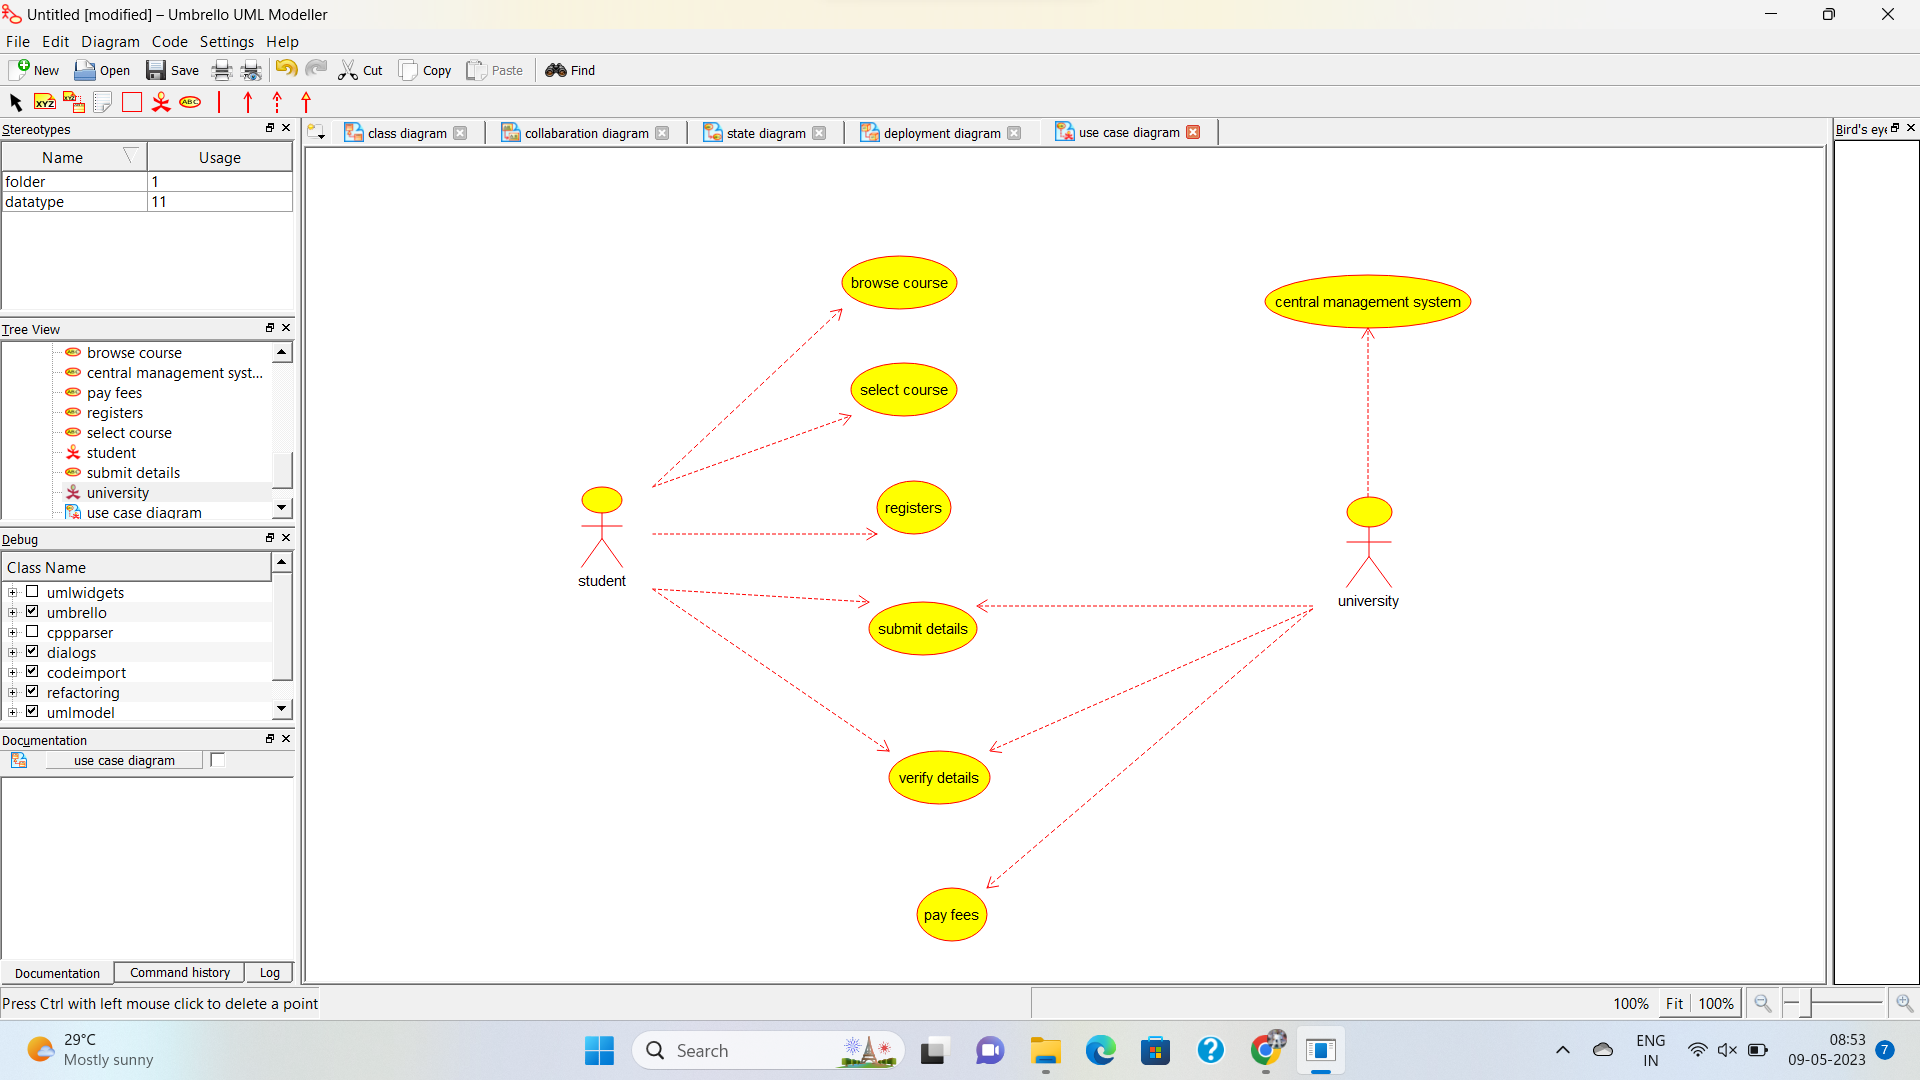 Untitled [modified] – Umbrello UML Modeller
File Edit Diagram Code Settings Help
New Open Save Cut Copy Paste Find
XYZ XYZ ABC
Stereotypes
Name Usage
folder 1
datatype 11
Tree View
browse course
central management syst...
pay fees
registers
select course
student
submit details
university
use case diagram
Debug
Class Name
umlwidgets
umbrello
cppparser
dialogs
codeimport
refactoring
umlmodel
Documentation
use case diagram
Documentation Command history Log
class diagram collabaration diagram state diagram deployment diagram use case diagram
browse course
central management system
select course
registers
student
university
submit details
verify details
pay fees
Bird's eye
Press Ctrl with left mouse click to delete a point
100% Fit 100%
29°C
Mostly sunny
Search
ENG
IN
08:53
09-05-2023
7